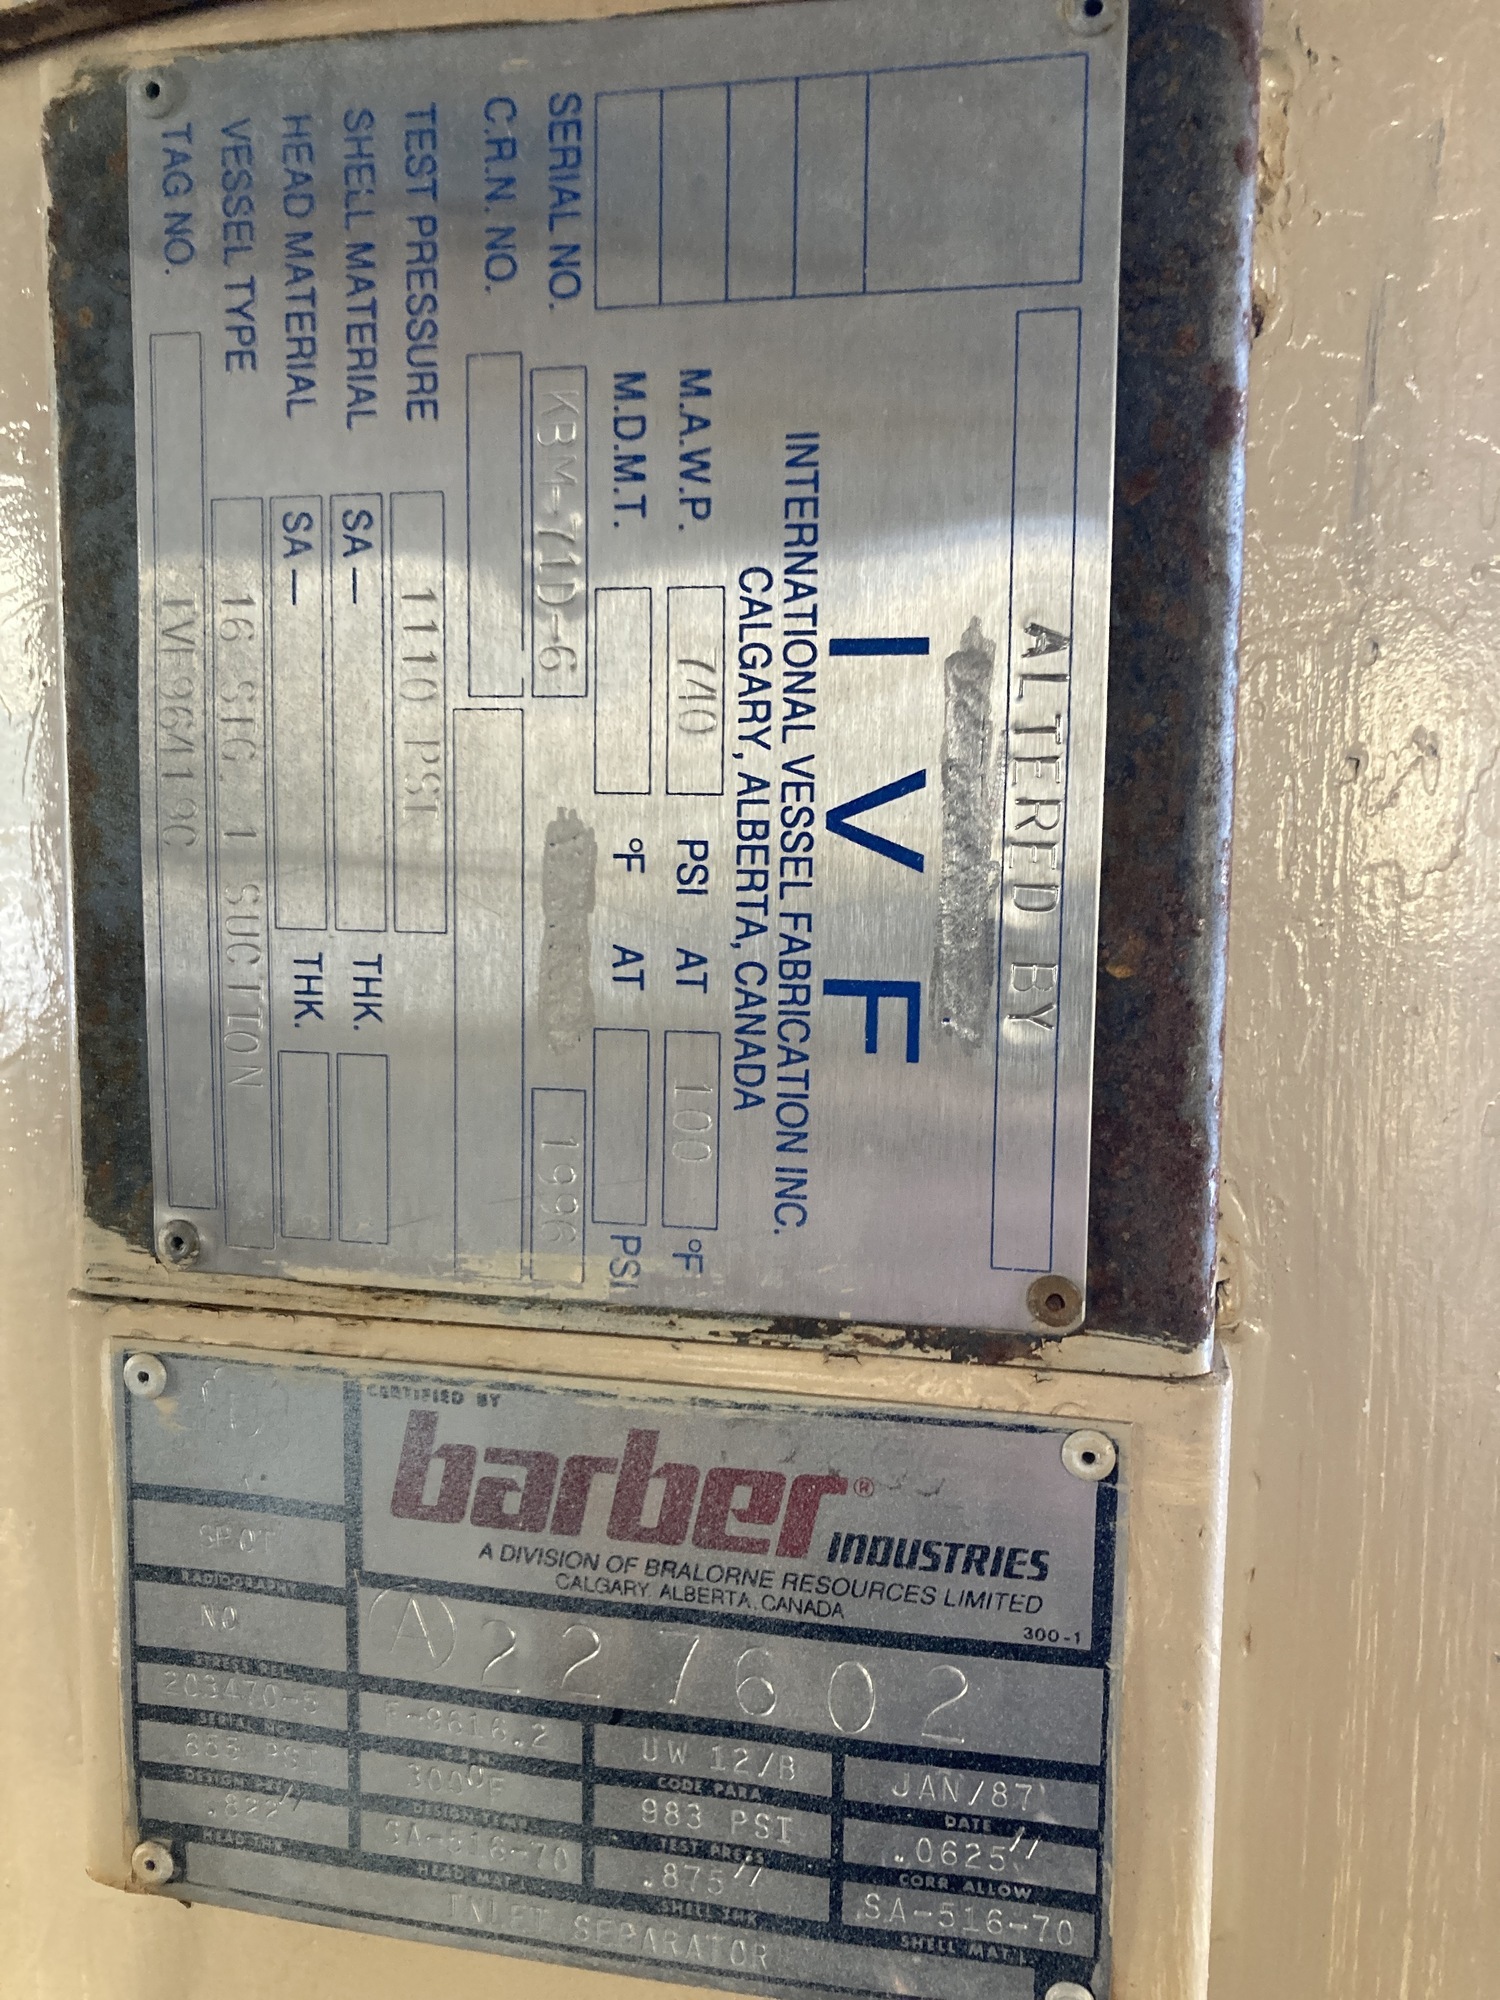 ALTERED BY
I V F
INTERNATIONAL VESSEL FABRICATION INC.
CALGARY, ALBERTA, CANADA
M.A.W.P. 740 PSI AT 100 °F
M.D.M.T. °F AT PSI
SERIAL NO. KBM-71D-6 1996
C.R.N. NO.
TEST PRESSURE 1110 PSI
SHELL MATERIAL SA— THK.
HEAD MATERIAL SA— THK.
VESSEL TYPE 16 STG. 1 SUCTION
TAG NO. IVF96419C
CERTIFIED BY
barber® INDUSTRIES
A DIVISION OF BRALORNE RESOURCES LIMITED
CALGARY, ALBERTA, CANADA
300-1
SPOT
RADIOGRAPHY
(A) 227602
NO
STRESS REL.
203470-5 F-9616.2 UW 12/B JAN/87
SERIAL NO. C.R.N. CODE PARA DATE
655 PSI 300°F 983 PSI .0625"
DESIGN PRESS DESIGN TEMP. TEST PRESS CORR. ALLOW
.822" SA-516-70 .875" SA-516-70
HEAD THK HEAD MAT'L SHELL THK SHELL MAT'L
INLET SEPARATOR